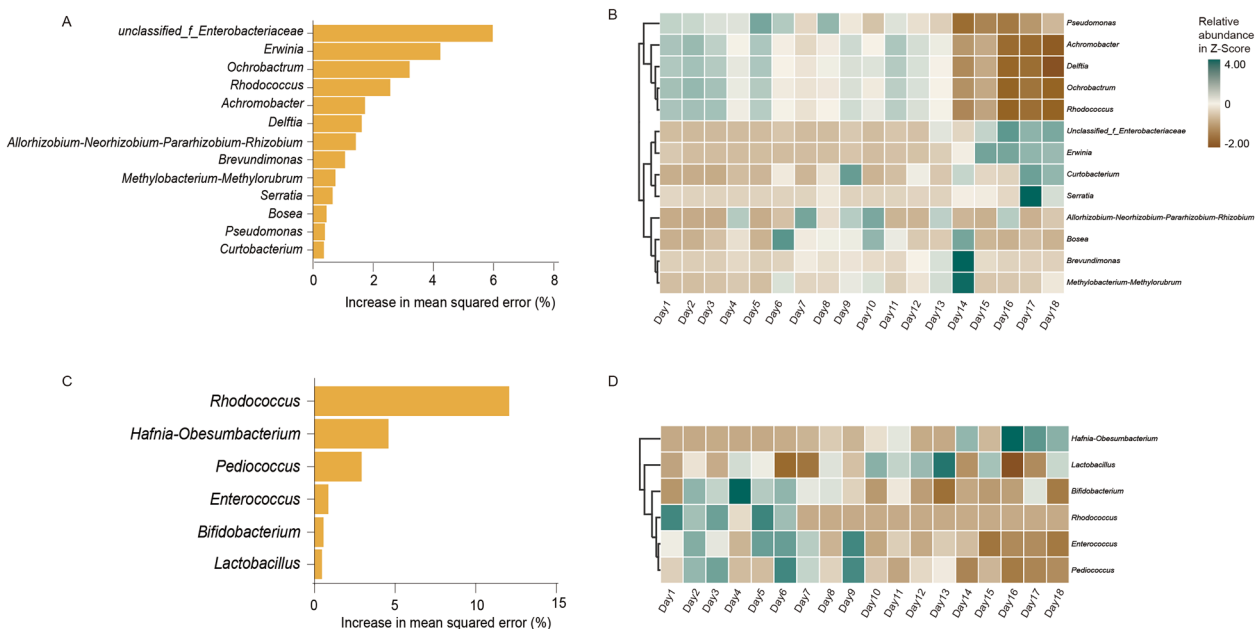 A
unclassified_f_Enterobacteriaceae
Erwinia
Ochrobactrum
Rhodococcus
Achromobacter
Delftia
Allorhizobium-Neorhizobium-Pararhizobium-Rhizobium
Brevundimonas
Methylobacterium-Methylorubrum
Serratia
Bosea
Pseudomonas
Curtobacterium
0 2 4 6 8
Increase in mean squared error (%)
B
Pseudomonas
Achromobacter
Delftia
Ochrobactrum
Rhodococcus
Unclassified_f_Enterobacteriaceae
Erwinia
Curtobacterium
Serratia
Allorhizobium-Neorhizobium-Pararhizobium-Rhizobium
Bosea
Brevundimonas
Methylobacterium-Methylorubrum
Day1 Day2 Day3 Day4 Day5 Day6 Day7 Day8 Day9 Day10 Day11 Day12 Day13 Day14 Day15 Day16 Day17 Day18
Relative
abundance
in Z-Score
4.00
-2.00
C
Rhodococcus
Hafnia-Obesumbacterium
Pediococcus
Enterococcus
Bifidobacterium
Lactobacillus
0 5 10 15
Increase in mean squared error (%)
D
Hafnia-Obesumbacterium
Lactobacillus
Bifidobacterium
Rhodococcus
Enterococcus
Pediococcus
Day1 Day2 Day3 Day4 Day5 Day6 Day7 Day8 Day9 Day10 Day11 Day12 Day13 Day14 Day15 Day16 Day17 Day18